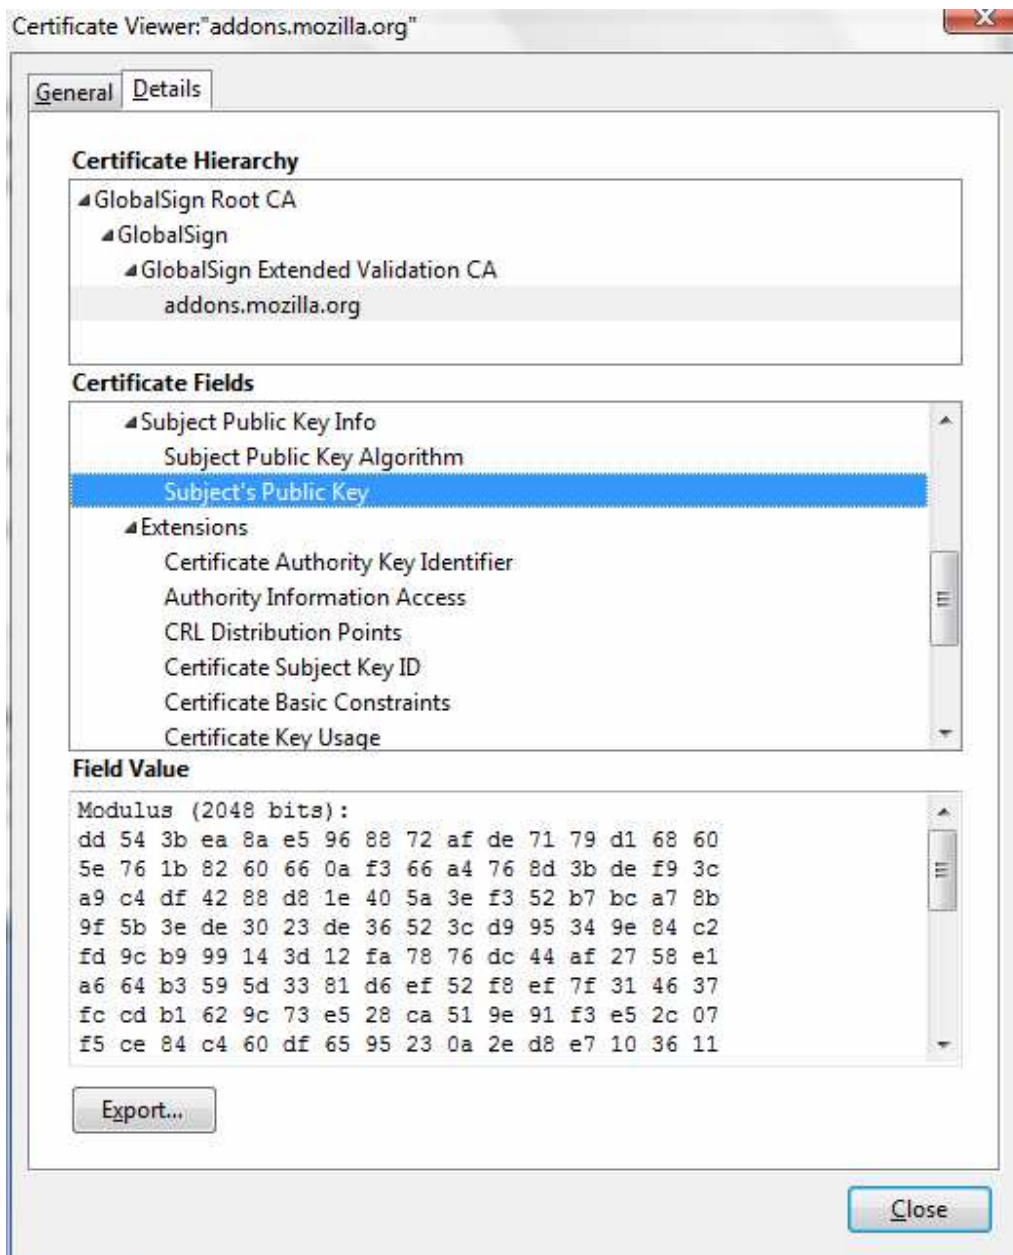 Certificate Viewer:"addons.mozilla.org"
General Details
Certificate Hierarchy
GlobalSign Root CA
GlobalSign
GlobalSign Extended Validation CA
addons.mozilla.org
Certificate Fields
Subject Public Key Info
Subject Public Key Algorithm
Subject's Public Key
Extensions
Certificate Authority Key Identifier
Authority Information Access
CRL Distribution Points
Certificate Subject Key ID
Certificate Basic Constraints
Certificate Key Usage
Field Value
Modulus (2048 bits):
dd 54 3b ea 8a e5 96 88 72 af de 71 79 d1 68 60
5e 76 1b 82 60 66 0a f3 66 a4 76 8d 3b de f9 3c
a9 c4 df 42 88 d8 1e 40 5a 3e f3 52 b7 bc a7 8b
9f 5b 3e de 30 23 de 36 52 3c d9 95 34 9e 84 c2
fd 9c b9 99 14 3d 12 fa 78 76 dc 44 af 27 58 e1
a6 64 b3 59 5d 33 81 d6 ef 52 f8 ef 7f 31 46 37
fc cd b1 62 9c 73 e5 28 ca 51 9e 91 f3 e5 2c 07
f5 ce 84 c4 60 df 65 95 23 0a 2e d8 e7 10 36 11
Export...
Close